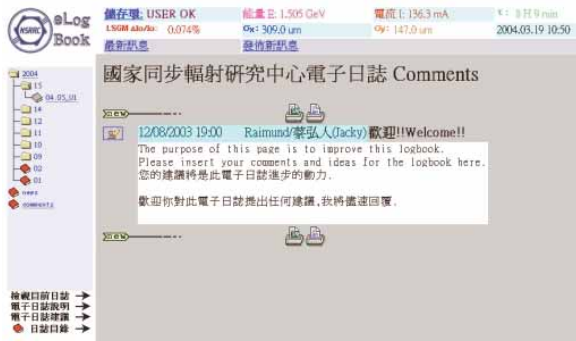 NSRRC
eLog
Book
儲存環: USER OK
能量 E: 1.505 GeV
電流 I: 136.3 mA
LSGM
0.074%
σx: 309.0 um
σy: 147.0 um
2004.03.19 10:50
最新訊息
發佈新訊息
2004
15
04_05_01
14
12
11
10
09
02
01
news
comments
國家同步輻射研究中心電子日誌 Comments
new
12/08/2003 19:00 Raimund/蔡弘人(Jacky) 歡迎!!Welcome!!
The purpose of this page is to improve this logbook.
Please insert your comments and ideas for the logbook here.
您的建議將是此電子日誌進步的動力.
歡迎你對此電子日誌提出任何建議,我將儘速回覆.
new
檢視目前日誌
電子日誌說明
電子日誌建議
日誌目錄